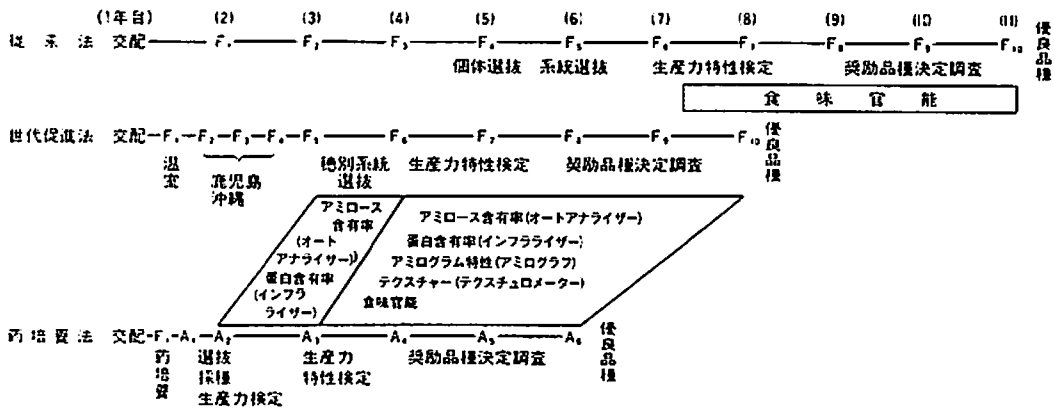 (1年目) (2) (3) (4) (5) (6) (7) (8) (9) (10) (11)
従来法 交配 F₁ F₂ F₃ F₄ F₅ F₆ F₇ F₈ F₉ F₁₀ 優良品種
個体選抜 系統選抜 生産力特性検定 奨励品種決定調査
食味官能
世代促進法 交配 F₁ F₂ F₃ F₄ F₅ F₆ F₇ F₈ F₉ F₁₀ 優良品種
温室 鹿児島 穂別系統 生産力特性検定 奨励品種決定調査
沖縄 選抜
アミロース
含有率
(オート
アナライザー))
蛋白含有率
(インフラ
ライザー)
アミロース含有率(オートアナライザー)
蛋白含有率(インフラライザー)
アミログラム特性(アミログラフ)
テクスチャー(テクスチュロメーター)
食味官能
葯培養法 交配 F₁ A₁ A₂ A₃ A₄ A₅ A₆ 優良品種
葯培養 選抜 生産力 奨励品種決定調査
採種 特性検定
生産力検定